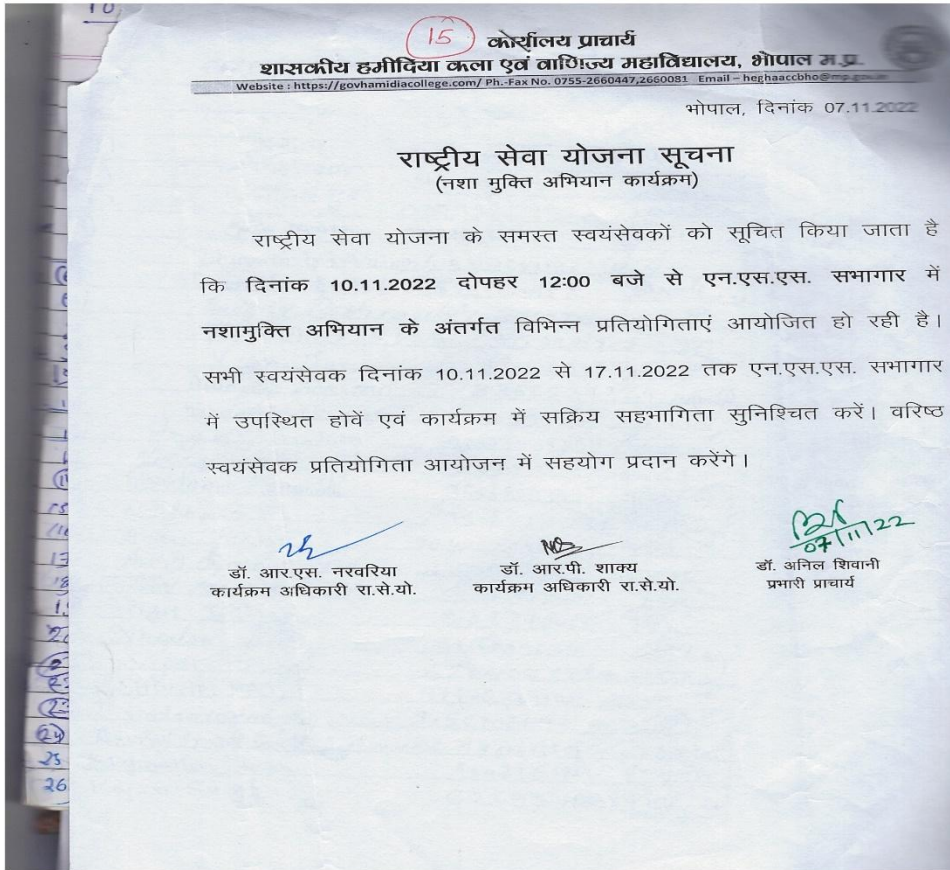 10
15
कार्यालय प्राचार्य
शासकीय हमीदिया कला एवं वाणिज्य महाविद्यालय, भोपाल म.प्र.
Website : https://govhamidiacollege.com/ Ph.-Fax No. 0755-2660447,2660081 Email – heghaaccbho@mp.gov.in
भोपाल, दिनांक 07.11.2022
राष्ट्रीय सेवा योजना सूचना
(नशा मुक्ति अभियान कार्यक्रम)
राष्ट्रीय सेवा योजना के समस्त स्वयंसेवकों को सूचित किया जाता है
कि दिनांक 10.11.2022 दोपहर 12:00 बजे से एन.एस.एस. सभागार में
नशामुक्ति अभियान के अंतर्गत विभिन्न प्रतियोगिताएं आयोजित हो रही है।
सभी स्वयंसेवक दिनांक 10.11.2022 से 17.11.2022 तक एन.एस.एस. सभागार
में उपस्थित होवें एवं कार्यक्रम में सक्रिय सहभागिता सुनिश्चित करें। वरिष्ठ
स्वयंसेवक प्रतियोगिता आयोजन में सहयोग प्रदान करेंगे।
07/11/22
डॉ. आर.एस. नरवरिया
कार्यक्रम अधिकारी रा.से.यो.
डॉ. आर.पी. शाक्य
कार्यक्रम अधिकारी रा.से.यो.
डॉ. अनिल शिवानी
प्रभारी प्राचार्य
24
25
26